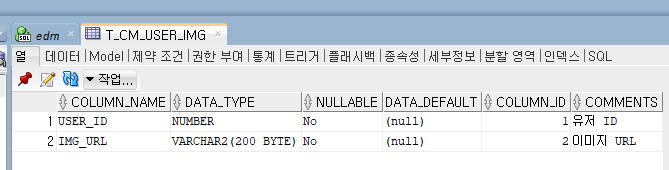 edm T_CM_USER_IMG
열 데이터 Model 제약 조건 권한 부여 통계 트리거 플래시백 종속성 세부정보 분할 영역 인덱스 SQL
작업...
COLUMN_NAME DATA_TYPE NULLABLE DATA_DEFAULT COLUMN_ID COMMENTS
1 USER_ID NUMBER No (null) 1 유저 ID
2 IMG_URL VARCHAR2(200 BYTE) No (null) 2 이미지 URL